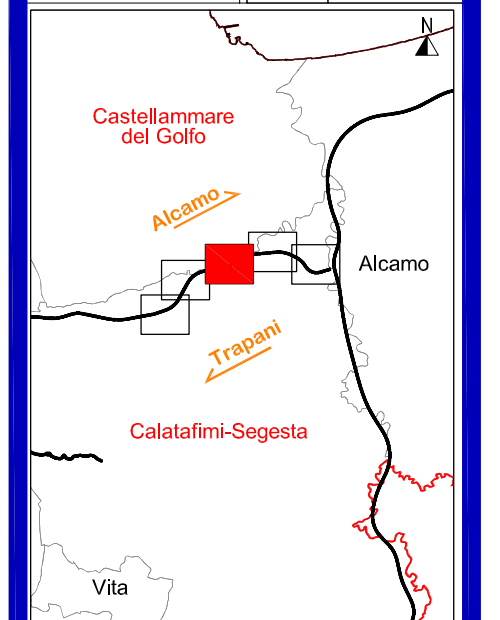 N
Castellammare
del Golfo
Alcamo
Alcamo
Trapani
Calatafimi-Segesta
Vita